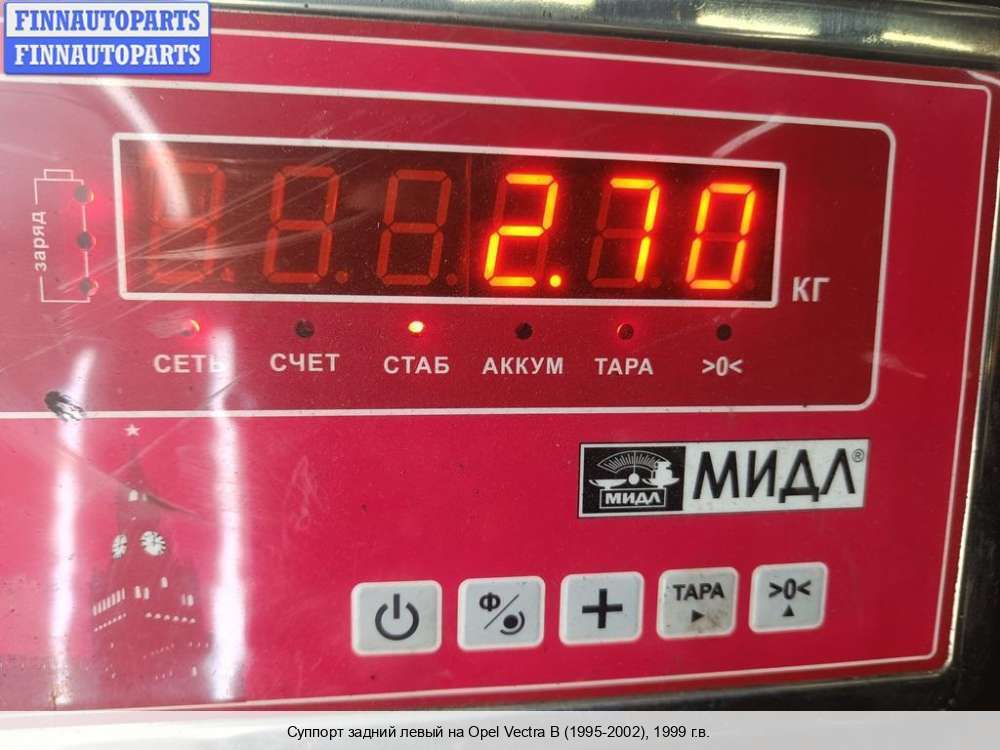 FINNAUTOPARTS
FINNAUTOPARTS
заряд
2.70
КГ
СЕТЬ СЧЕТ СТАБ АККУМ ТАРА >0<
МИДЛ МИДЛ®
Ф ТАРА >0<
Суппорт задний левый на Opel Vectra B (1995-2002), 1999 г.в.